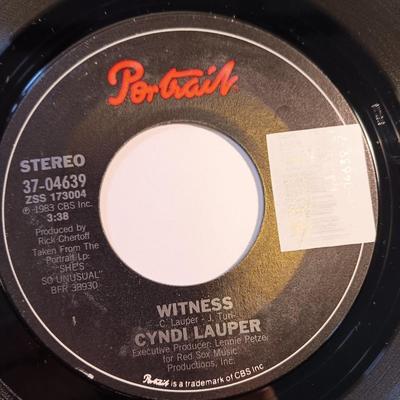 Portrait
STEREO
37-04639
ZSS 173004
℗ 1983 CBS Inc.
3:38
Produced by
Rick Chertoff
Taken From The
Portrait Lp:
"SHE'S
SO UNUSUAL"
BFR 38930
WITNESS
-C. Lauper - J. Turi-
CYNDI LAUPER
Executive Producer: Lennie Petze
for Red Sox Music
Productions, Inc.
Portrait is a trademark of CBS Inc